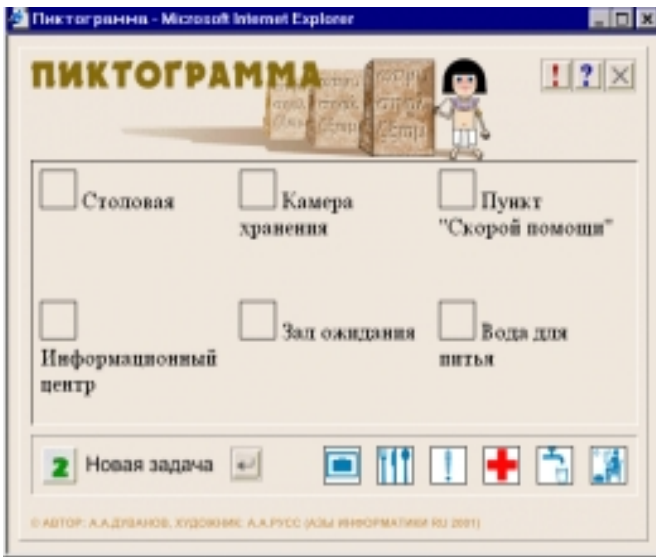 Пиктограмма - Microsoft Internet Explorer
ПИКТОГРАММА
! ?
Столовая
Камера
хранения
Пункт
"Скорой помощи"
Информационный
центр
Зал ожидания
Вода для
питья
2 Новая задача
© АВТОР: А.А.ДУВАНОВ, ХУДОЖНИК: А.А.РУСС (АЗЫ ИНФОРМАТИКИ RU 2001)